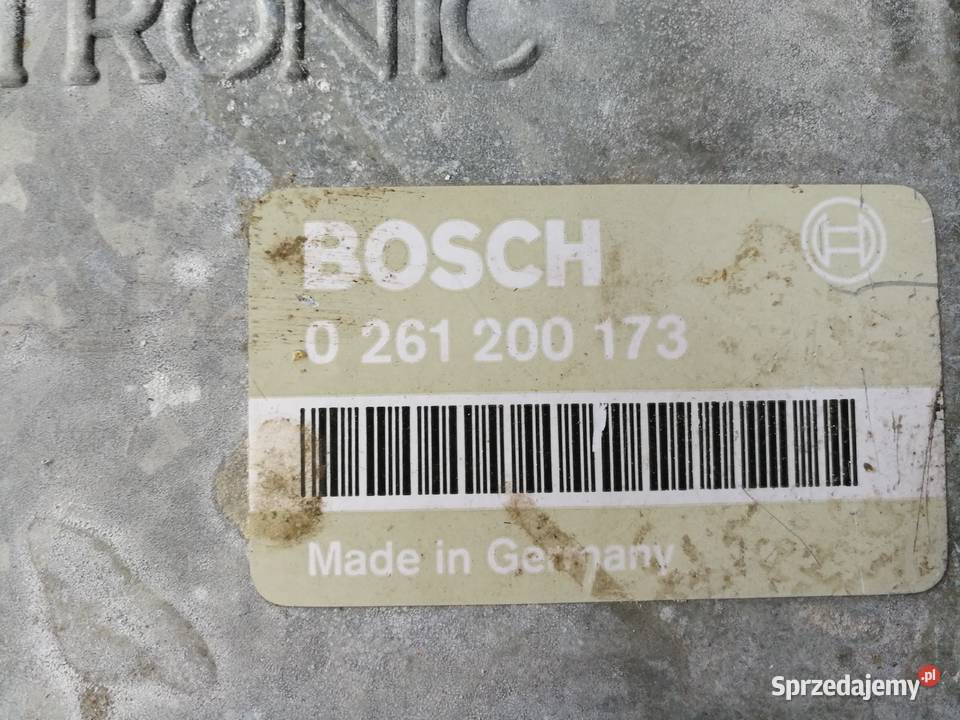 TRONIC
BOSCH
0 261 200 173
Made in Germany
Sprzedajemy.pl